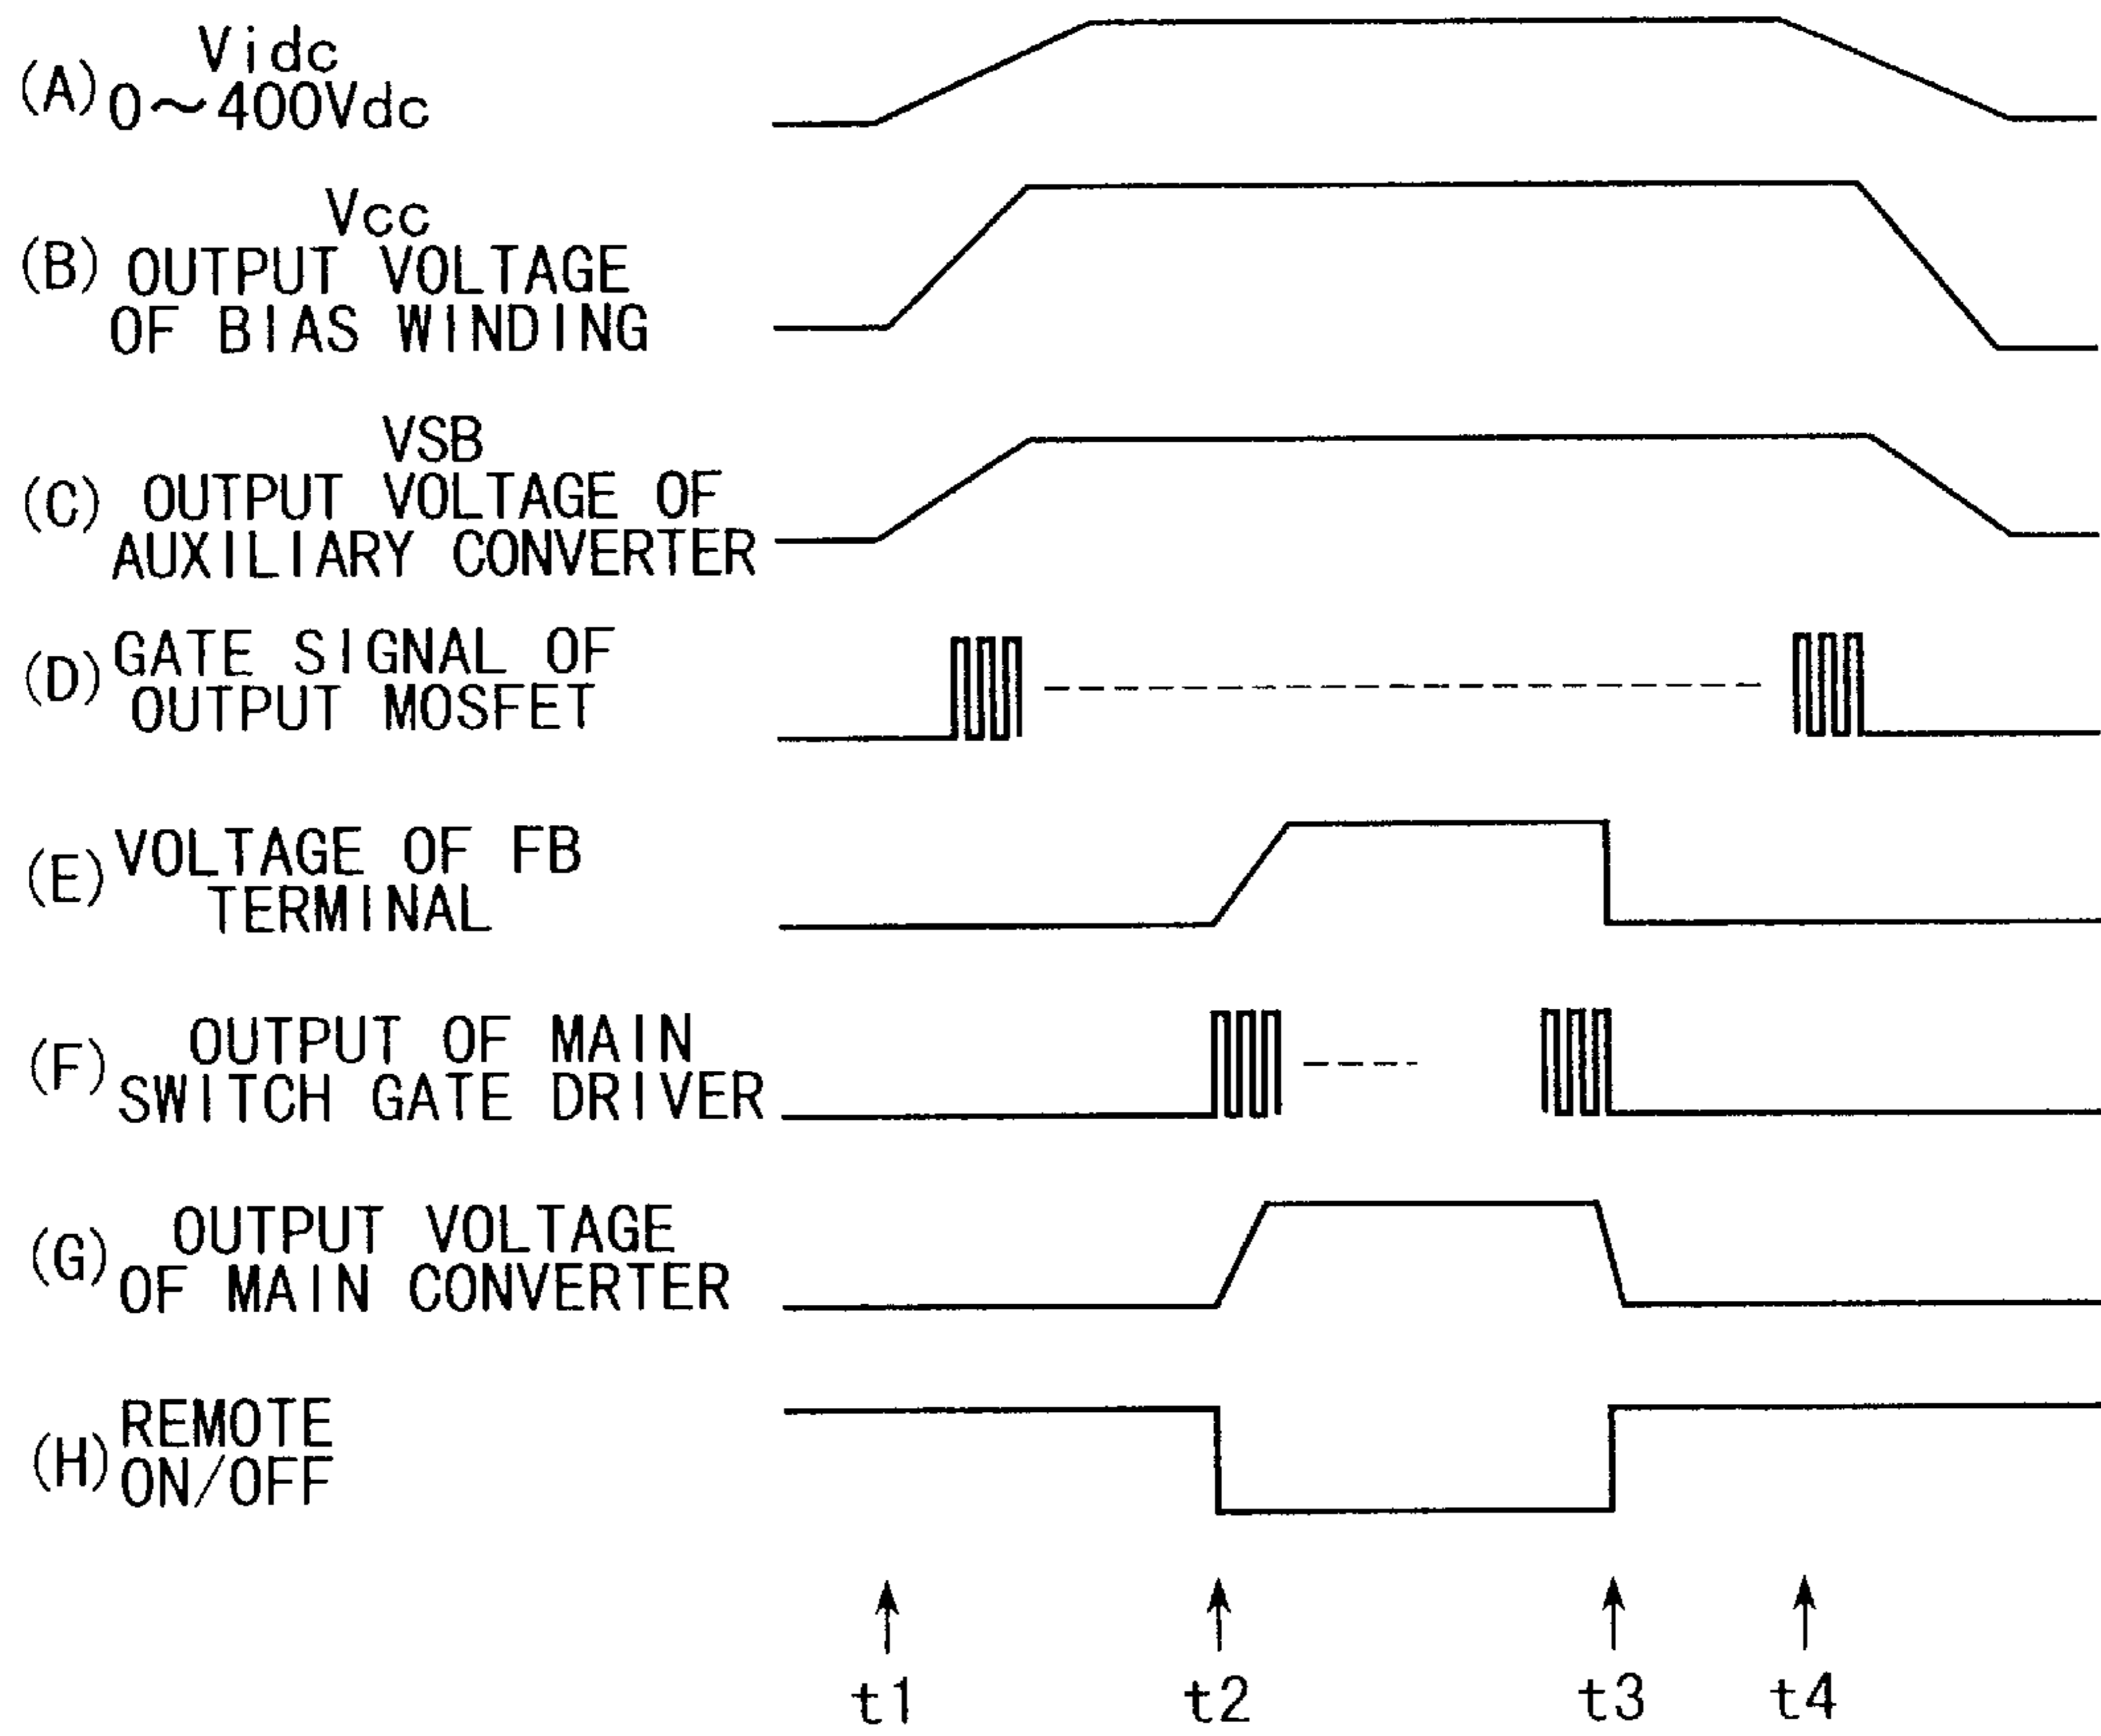 Vidc
(A) 0~400Vdc
Vcc
(B) OUTPUT VOLTAGE
OF BIAS WINDING
VSB
(C) OUTPUT VOLTAGE OF
AUXILIARY CONVERTER
(D) GATE SIGNAL OF
OUTPUT MOSFET
(E) VOLTAGE OF FB
TERMINAL
(F) OUTPUT OF MAIN
SWITCH GATE DRIVER
(G) OUTPUT VOLTAGE
OF MAIN CONVERTER
(H) REMOTE
ON/OFF
t1 t2 t3 t4